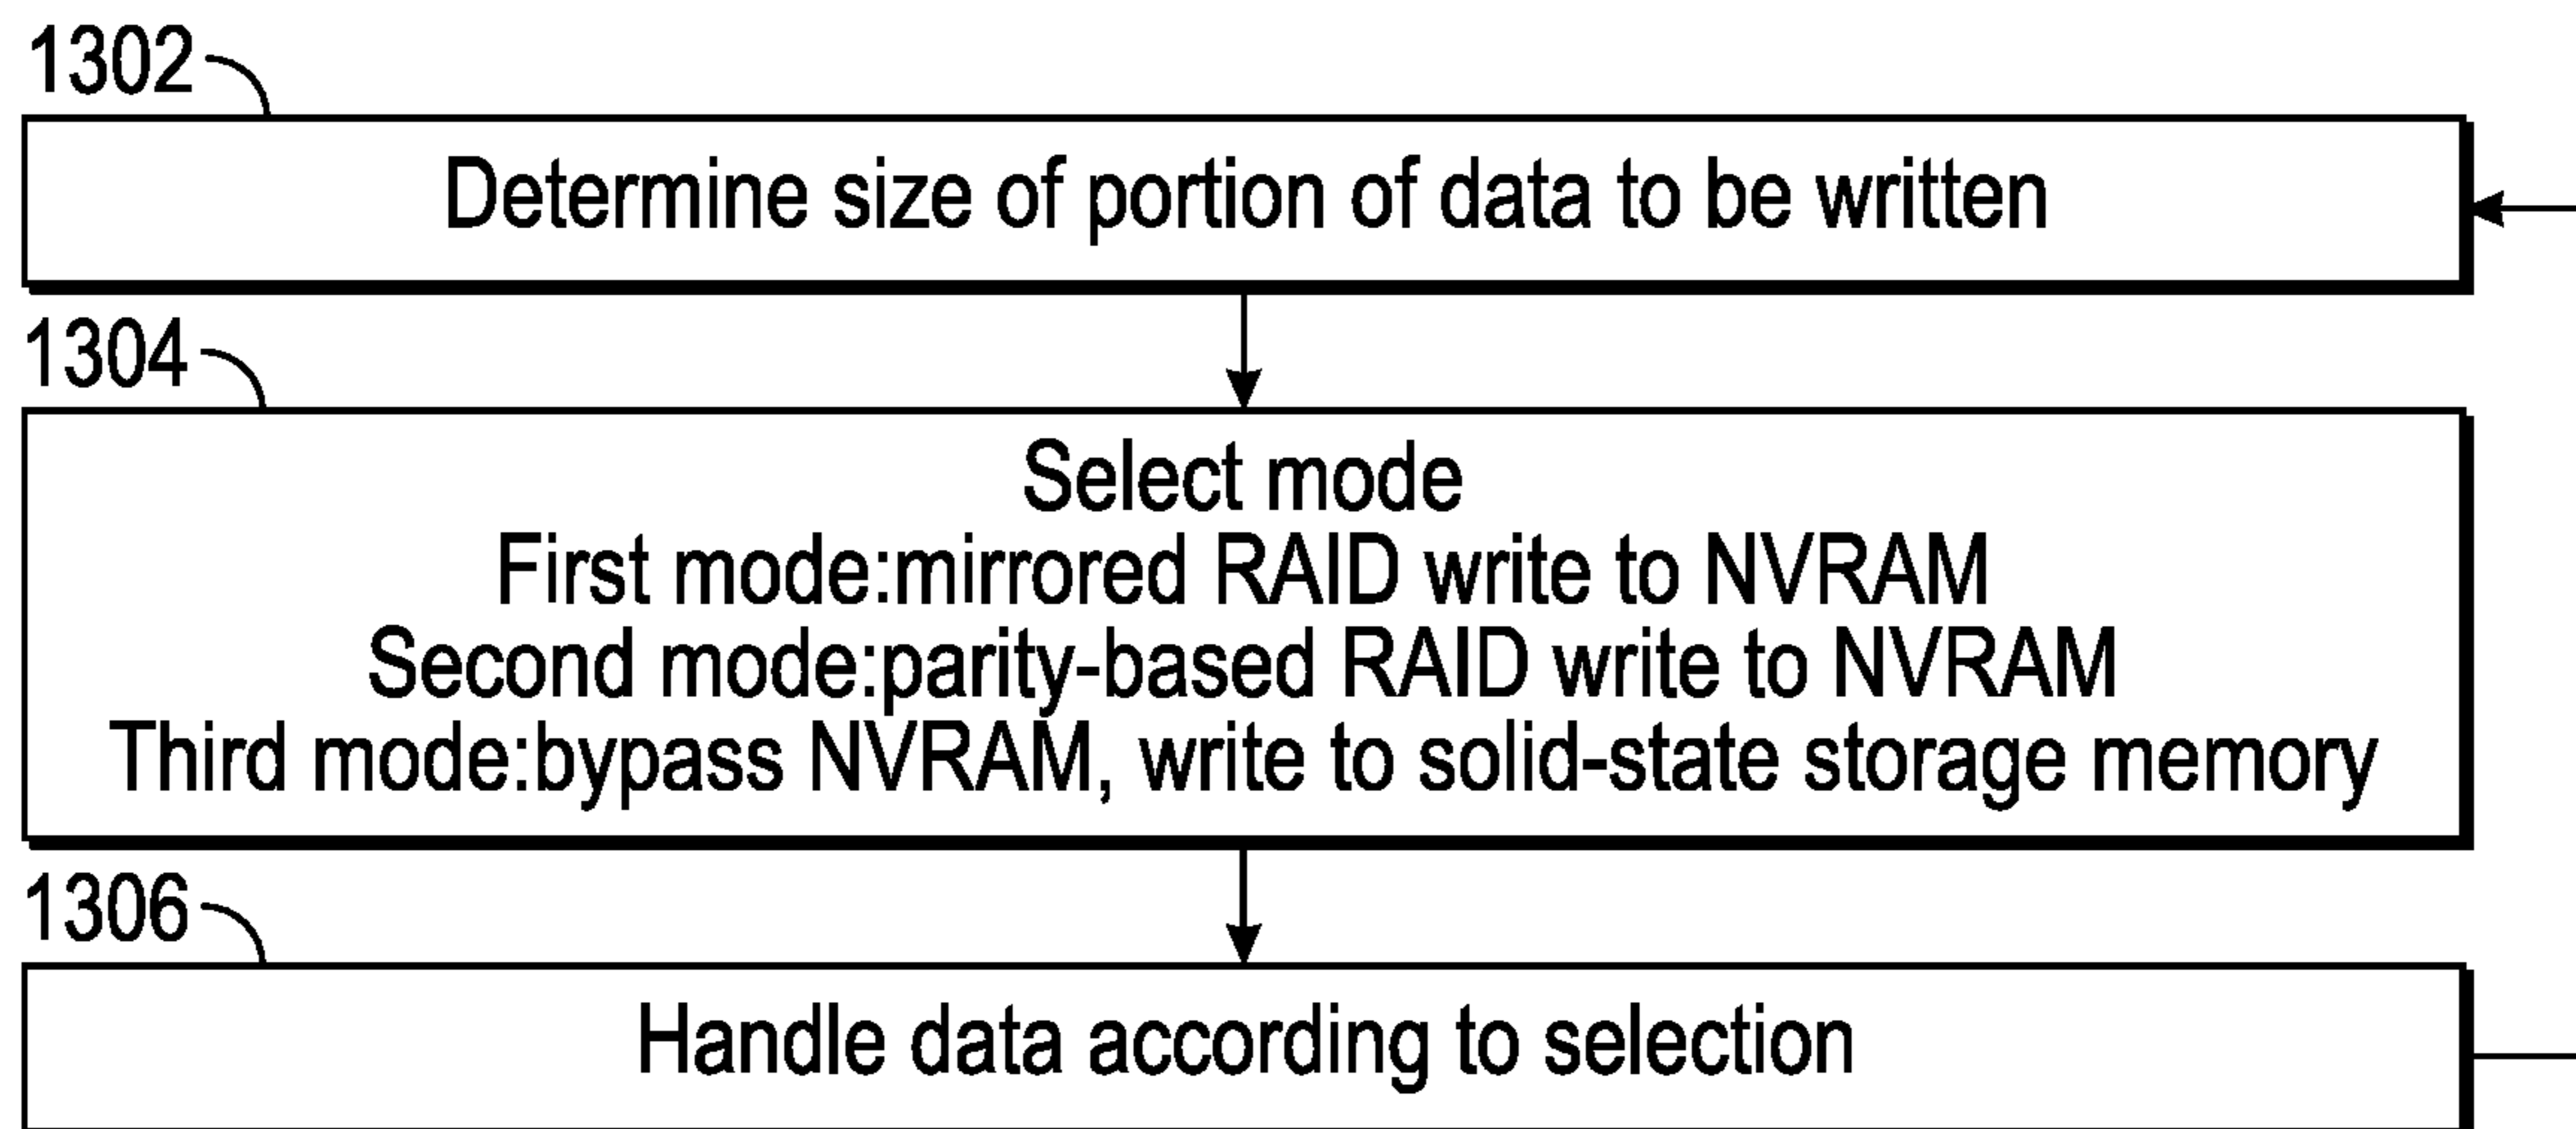 1302
Determine size of portion of data to be written
1304
Select mode
First mode:mirrored RAID write to NVRAM
Second mode:parity-based RAID write to NVRAM
Third mode:bypass NVRAM, write to solid-state storage memory
1306
Handle data according to selection